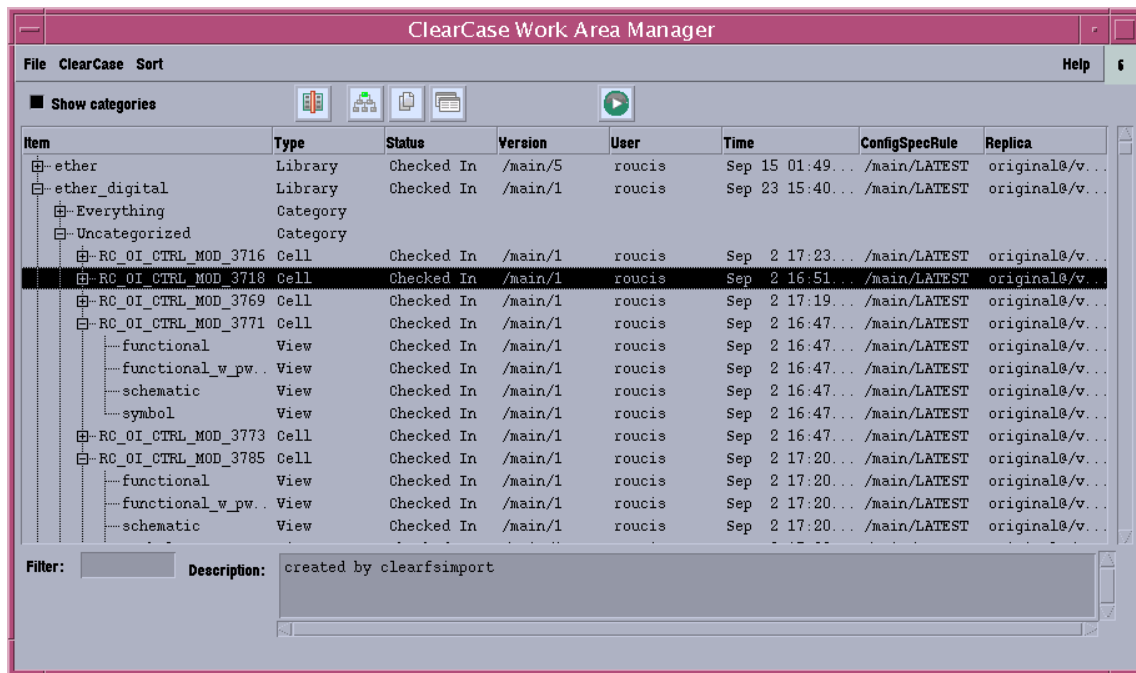 ClearCase Work Area Manager
File ClearCase Sort Help 6
Show categories
Item Type Status Version User Time ConfigSpecRule Replica
ether Library Checked In /main/5 roucis Sep 15 01:49... /main/LATEST original@/v...
ether_digital Library Checked In /main/1 roucis Sep 23 15:40... /main/LATEST original@/v...
Everything Category
Uncategorized Category
RC_OI_CTRL_MOD_3716 Cell Checked In /main/1 roucis Sep 2 17:23... /main/LATEST original@/v...
RC_OI_CTRL_MOD_3718 Cell Checked In /main/1 roucis Sep 2 16:51... /main/LATEST original@/v...
RC_OI_CTRL_MOD_3769 Cell Checked In /main/1 roucis Sep 2 17:19... /main/LATEST original@/v...
RC_OI_CTRL_MOD_3771 Cell Checked In /main/1 roucis Sep 2 16:47... /main/LATEST original@/v...
functional View Checked In /main/1 roucis Sep 2 16:47... /main/LATEST original@/v...
functional_w_pw.. View Checked In /main/1 roucis Sep 2 16:47... /main/LATEST original@/v...
schematic View Checked In /main/1 roucis Sep 2 16:47... /main/LATEST original@/v...
symbol View Checked In /main/1 roucis Sep 2 16:47... /main/LATEST original@/v...
RC_OI_CTRL_MOD_3773 Cell Checked In /main/1 roucis Sep 2 16:47... /main/LATEST original@/v...
RC_OI_CTRL_MOD_3785 Cell Checked In /main/1 roucis Sep 2 17:20... /main/LATEST original@/v...
functional View Checked In /main/1 roucis Sep 2 17:20... /main/LATEST original@/v...
functional_w_pw.. View Checked In /main/1 roucis Sep 2 17:20... /main/LATEST original@/v...
schematic View Checked In /main/1 roucis Sep 2 17:20... /main/LATEST original@/v...
Filter: Description: created by clearfsimport